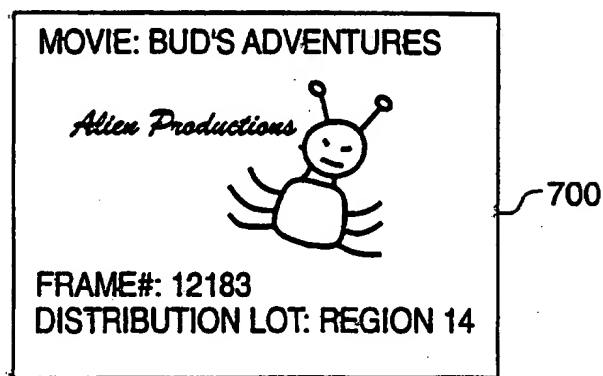 MOVIE: BUD'S ADVENTURES
Alien Productions
700
FRAME#: 12183
DISTRIBUTION LOT: REGION 14